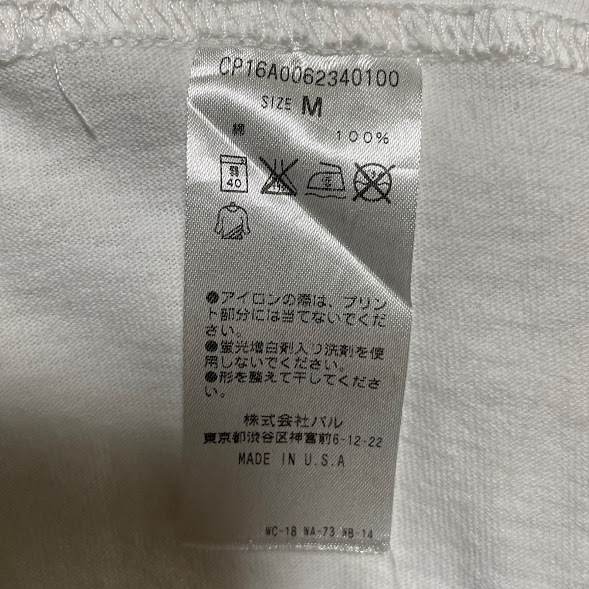 CP16A0062340100
SIZE M
綿 100%
弱
40
低
●アイロンの際は、プリン
ト部分には当てないでくだ
さい。
●蛍光増白剤入り洗剤を使
用しないでください。
●形を整えて干してくださ
い。
株式会社パル
東京都渋谷区神宮前6-12-22
MADE IN U.S.A
WC-18 WA-73 WB-14